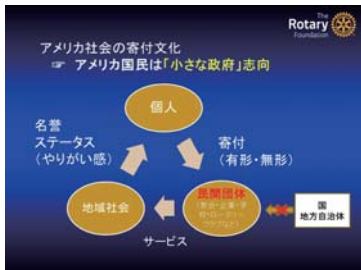 The
Rotary
Foundation
アメリカ社会の寄付文化
☞ アメリカ国民は「小さな政府」志向
個人
名誉
ステータス
(やりがい感)
寄付
(有形・無形)
地域社会
民間団体
国
地方自治体
サービス